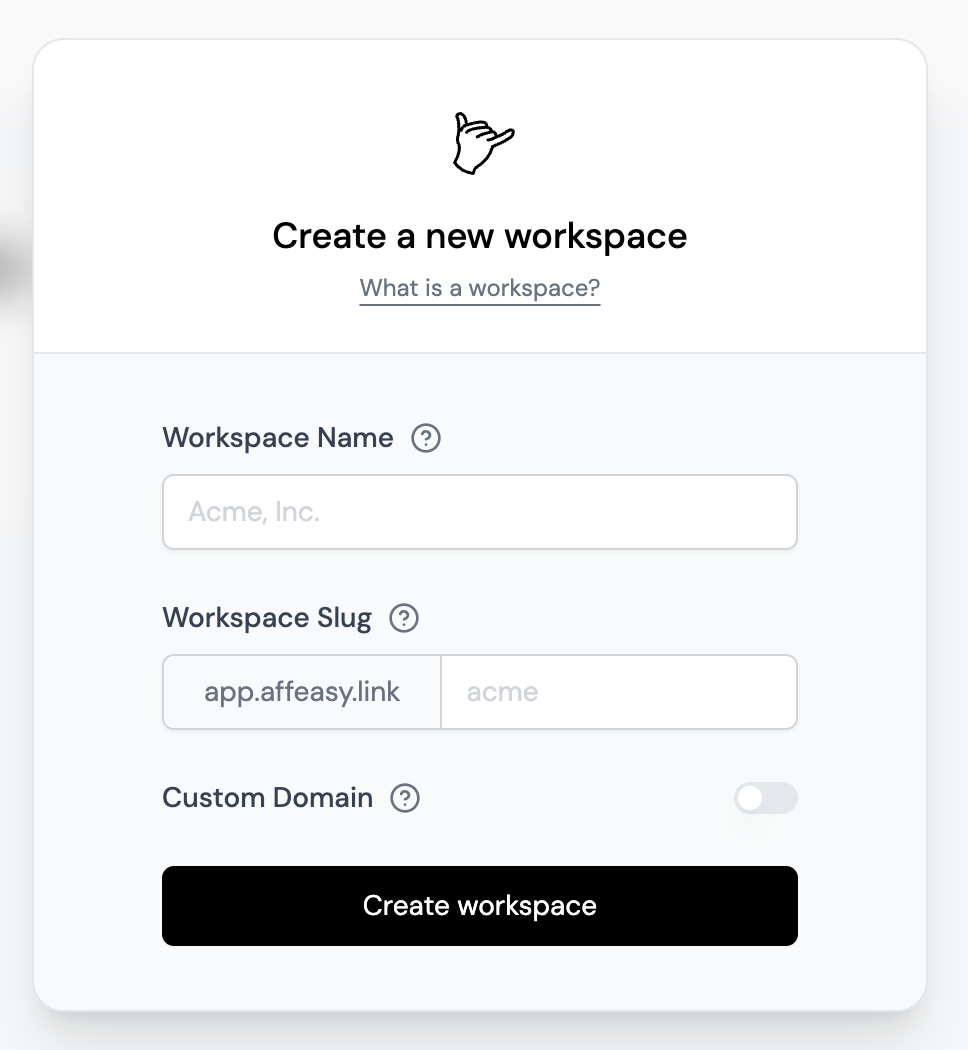 Create a new workspace
What is a workspace?
Workspace Name ?
Acme, Inc.
Workspace Slug ?
app.affeasy.link acme
Custom Domain ?
Create workspace